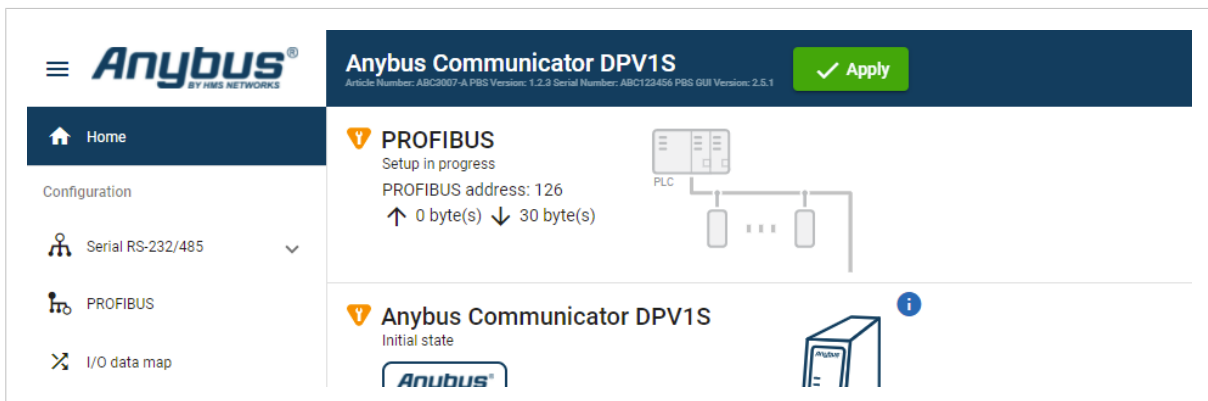 Anybus®
BY HMS NETWORKS
Anybus Communicator DPV1S
Article Number: ABC3007-A PBS Version: 1.2.3 Serial Number: ABC123456 PBS GUI Version: 2.5.1
Apply
Home
Configuration
Serial RS-232/485
PROFIBUS
I/O data map
PROFIBUS
Setup in progress
PROFIBUS address: 126
0 byte(s) 30 byte(s)
PLC
Anybus Communicator DPV1S
Initial state
Anybus®
Anybus